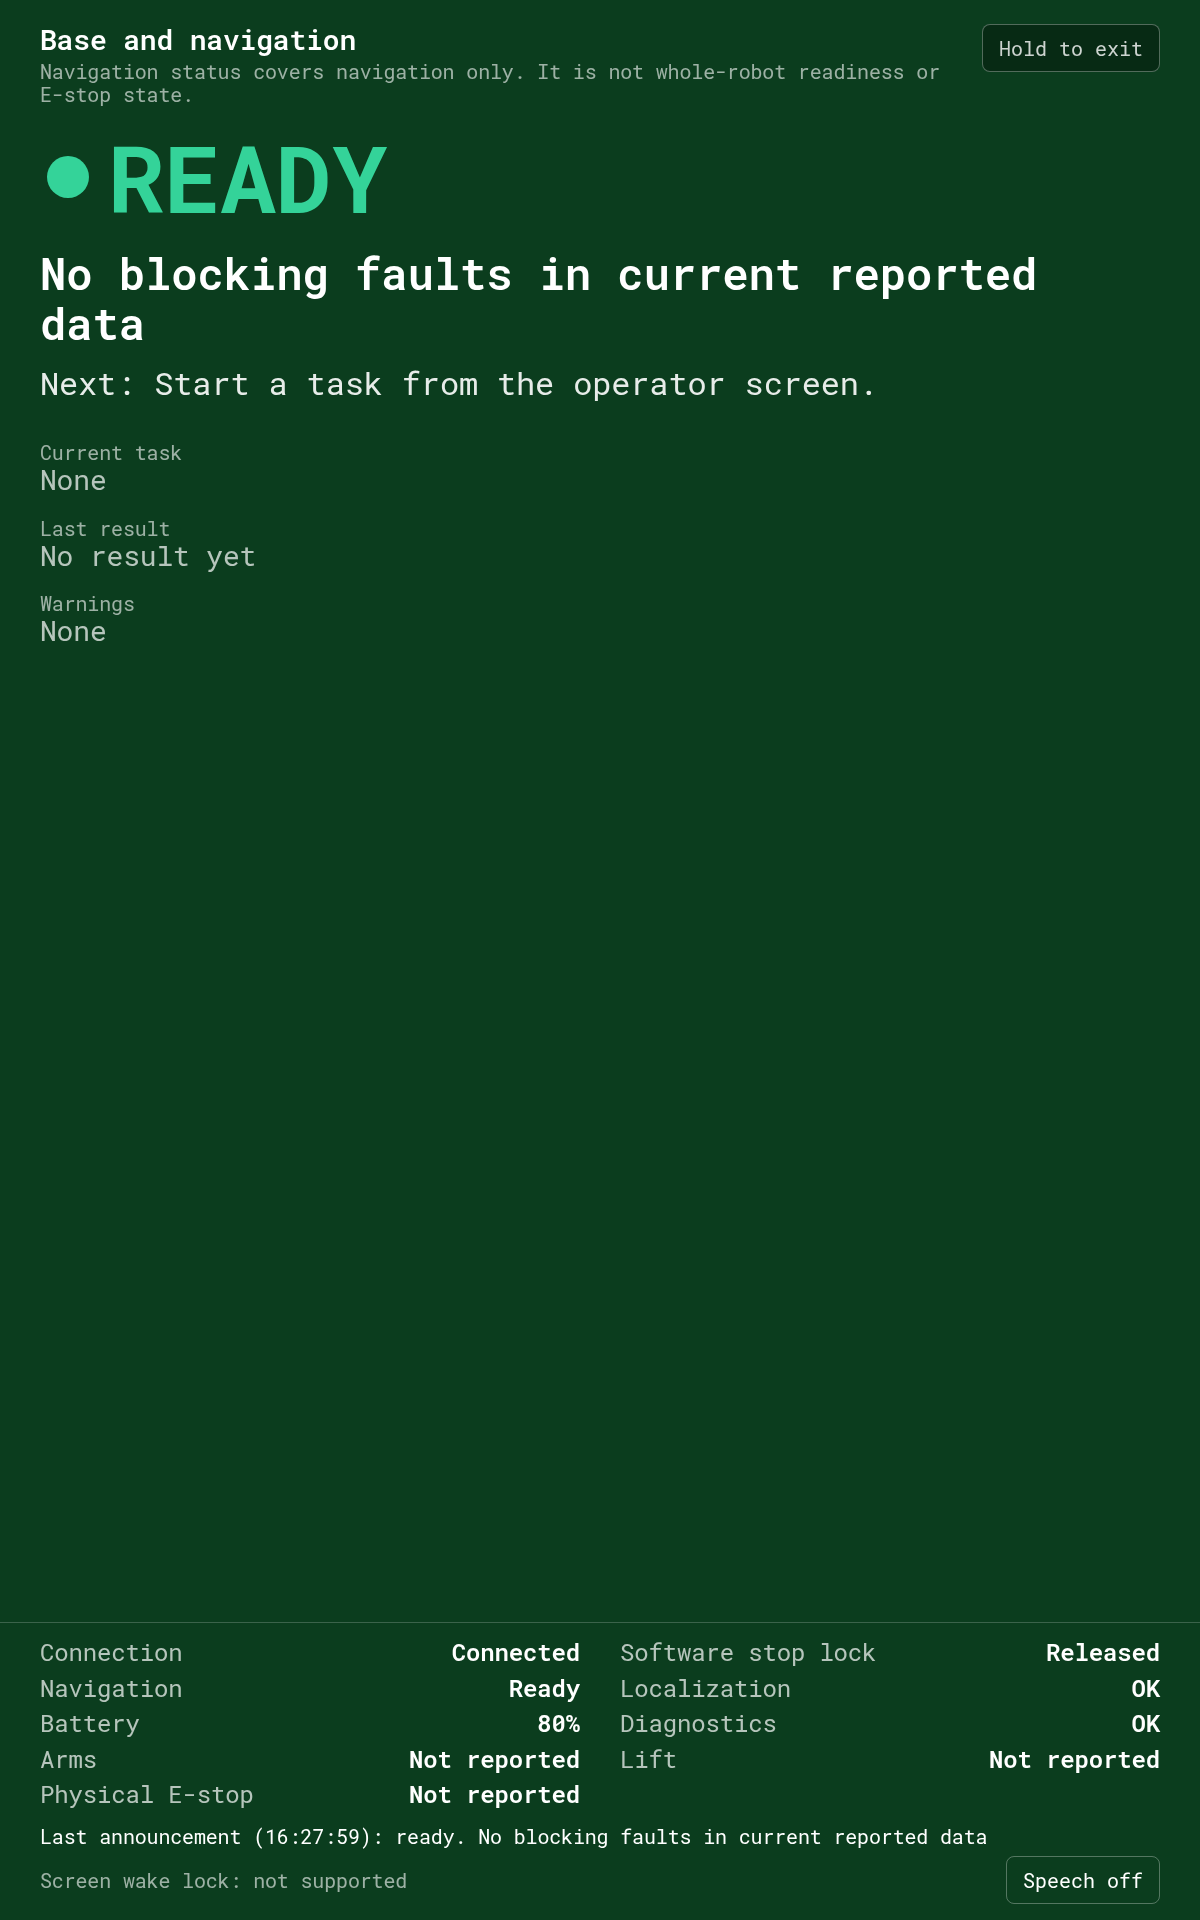 Base and navigation
Hold to exit
Navigation status covers navigation only. It is not whole-robot readiness or
E-stop state.
READY
No blocking faults in current reported
data
Next: Start a task from the operator screen.
Current task
None
Last result
No result yet
Warnings
None
Connection Connected
Software stop lock Released
Navigation Ready
Localization OK
Battery 80%
Diagnostics OK
Arms Not reported
Lift Not reported
Physical E-stop Not reported
Last announcement (16:27:59): ready. No blocking faults in current reported data
Screen wake lock: not supported
Speech off